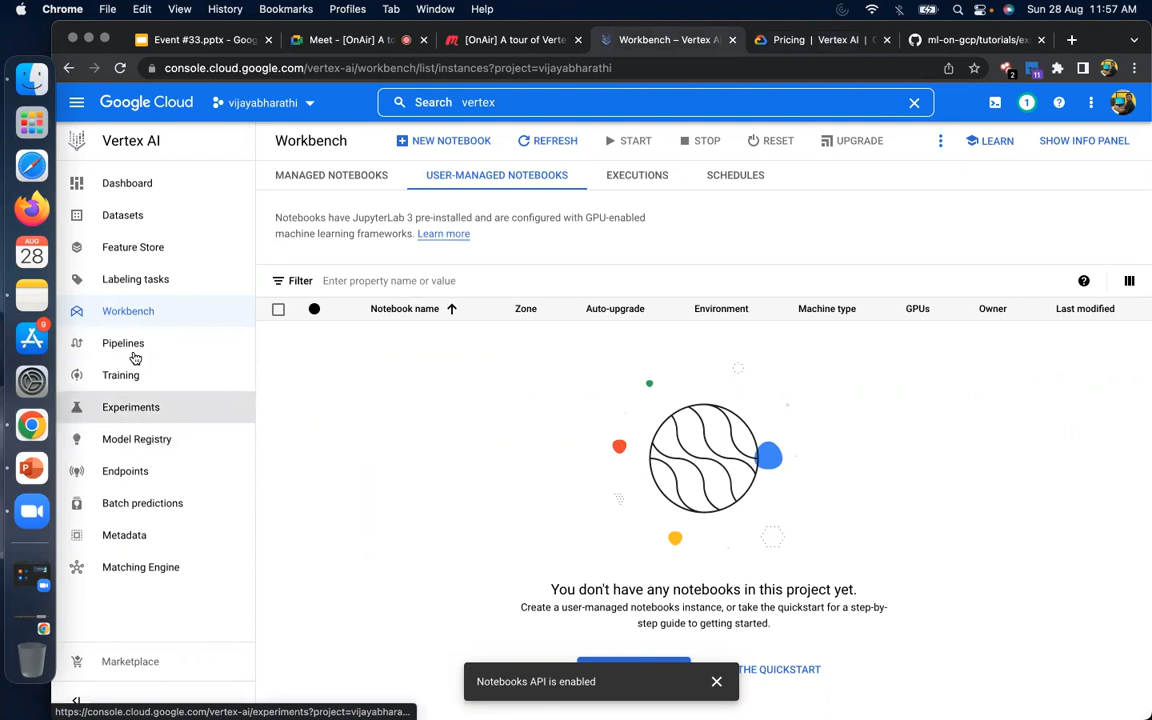 Chrome File Edit View History Bookmarks Profiles Tab Window Help Sun 28 Aug 11:57 AM
Event #33.pptx - Goog Meet - [OnAir] A to [OnAir] A tour of Verte Workbench – Vertex A Pricing | Vertex AI | ml-on-gcp/tutorials/ex
console.cloud.google.com/vertex-ai/workbench/list/instances?project=vijayabharathi
2 11
Google Cloud vijayabharathi Search vertex 1
Vertex AI
Workbench NEW NOTEBOOK REFRESH START STOP RESET UPGRADE LEARN SHOW INFO PANEL
MANAGED NOTEBOOKS USER-MANAGED NOTEBOOKS EXECUTIONS SCHEDULES
Notebooks have JupyterLab 3 pre-installed and are configured with GPU-enabled
machine learning frameworks. Learn more
Filter Enter property name or value
Notebook name Zone Auto-upgrade Environment Machine type GPUs Owner Last modified
Dashboard
Datasets
Feature Store
Labeling tasks
Workbench
Pipelines
Training
Experiments
Model Registry
Endpoints
Batch predictions
Metadata
Matching Engine
Marketplace
AUG
28
9
You don't have any notebooks in this project yet.
Create a user-managed notebooks instance, or take the quickstart for a step-by-
step guide to getting started.
THE QUICKSTART
Notebooks API is enabled
https://console.cloud.google.com/vertex-ai/experiments?project=vijayabhara...